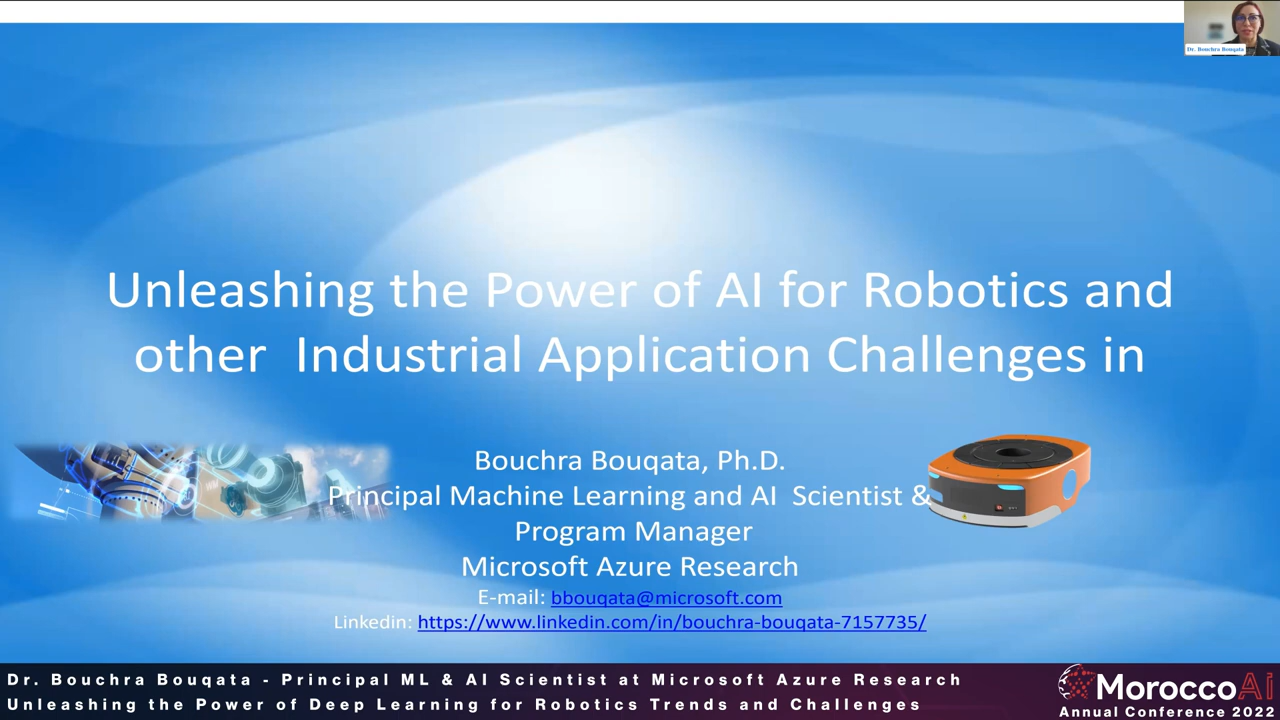 Dr. Bouchra Bouqata
Unleashing the Power of AI for Robotics and
other Industrial Application Challenges in
Bouchra Bouqata, Ph.D.
Principal Machine Learning and AI Scientist &
Program Manager
Microsoft Azure Research
E-mail: bbouqata@microsoft.com
Linkedin: https://www.linkedin.com/in/bouchra-bouqata-7157735/
Dr. Bouchra Bouqata - Principal ML & AI Scientist at Microsoft Azure Research
Unleashing the Power of Deep Learning for Robotics Trends and Challenges
MoroccoAi
Annual Conference 2022